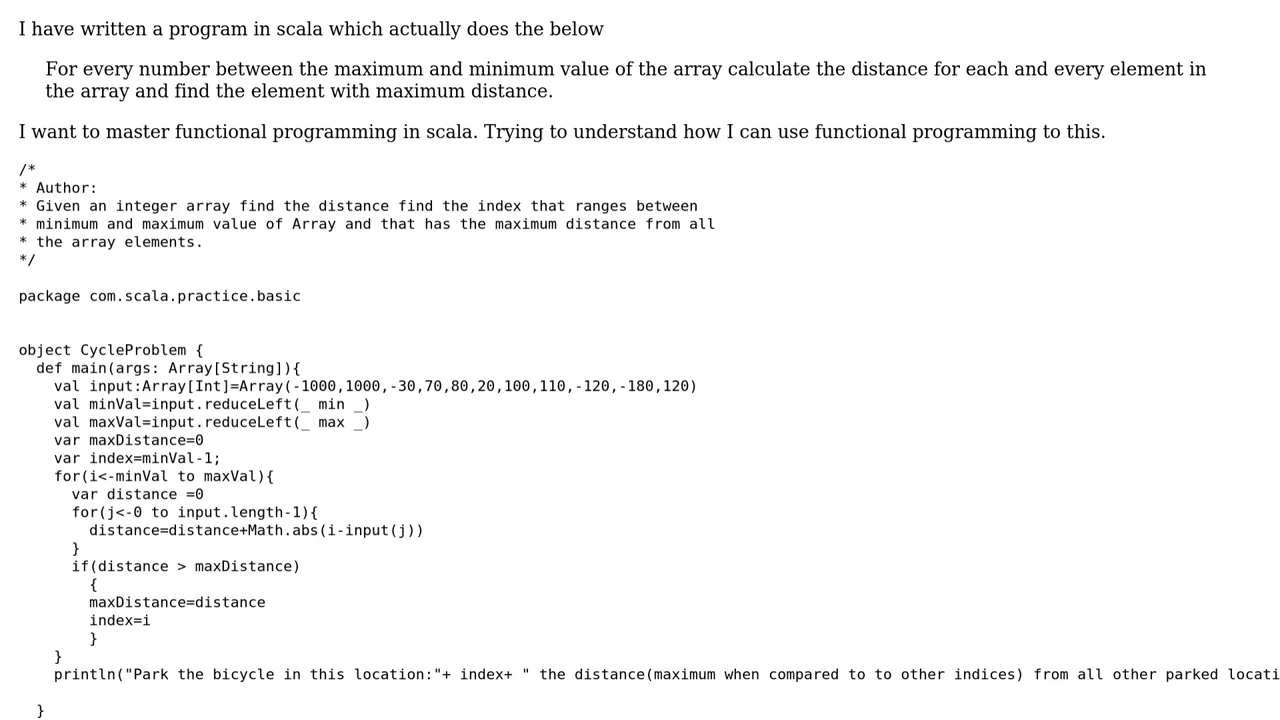 I have written a program in scala which actually does the below
For every number between the maximum and minimum value of the array calculate the distance for each and every element in
the array and find the element with maximum distance.
I want to master functional programming in scala. Trying to understand how I can use functional programming to this.
/*
* Author:
* Given an integer array find the distance find the index that ranges between
* minimum and maximum value of Array and that has the maximum distance from all
* the array elements.
*/
package com.scala.practice.basic
object CycleProblem {
def main(args: Array[String]){
val input:Array[Int]=Array(-1000,1000,-30,70,80,20,100,110,-120,-180,120)
val minVal=input.reduceLeft(_ min _)
val maxVal=input.reduceLeft(_ max _)
var maxDistance=0
var index=minVal-1;
for(i<-minVal to maxVal){
var distance =0
for(j<-0 to input.length-1){
distance=distance+Math.abs(i-input(j))
}
if(distance > maxDistance)
{
maxDistance=distance
index=i
}
}
println("Park the bicycle in this location:"+ index+ " the distance(maximum when compared to to other indices) from all other parked locati
}